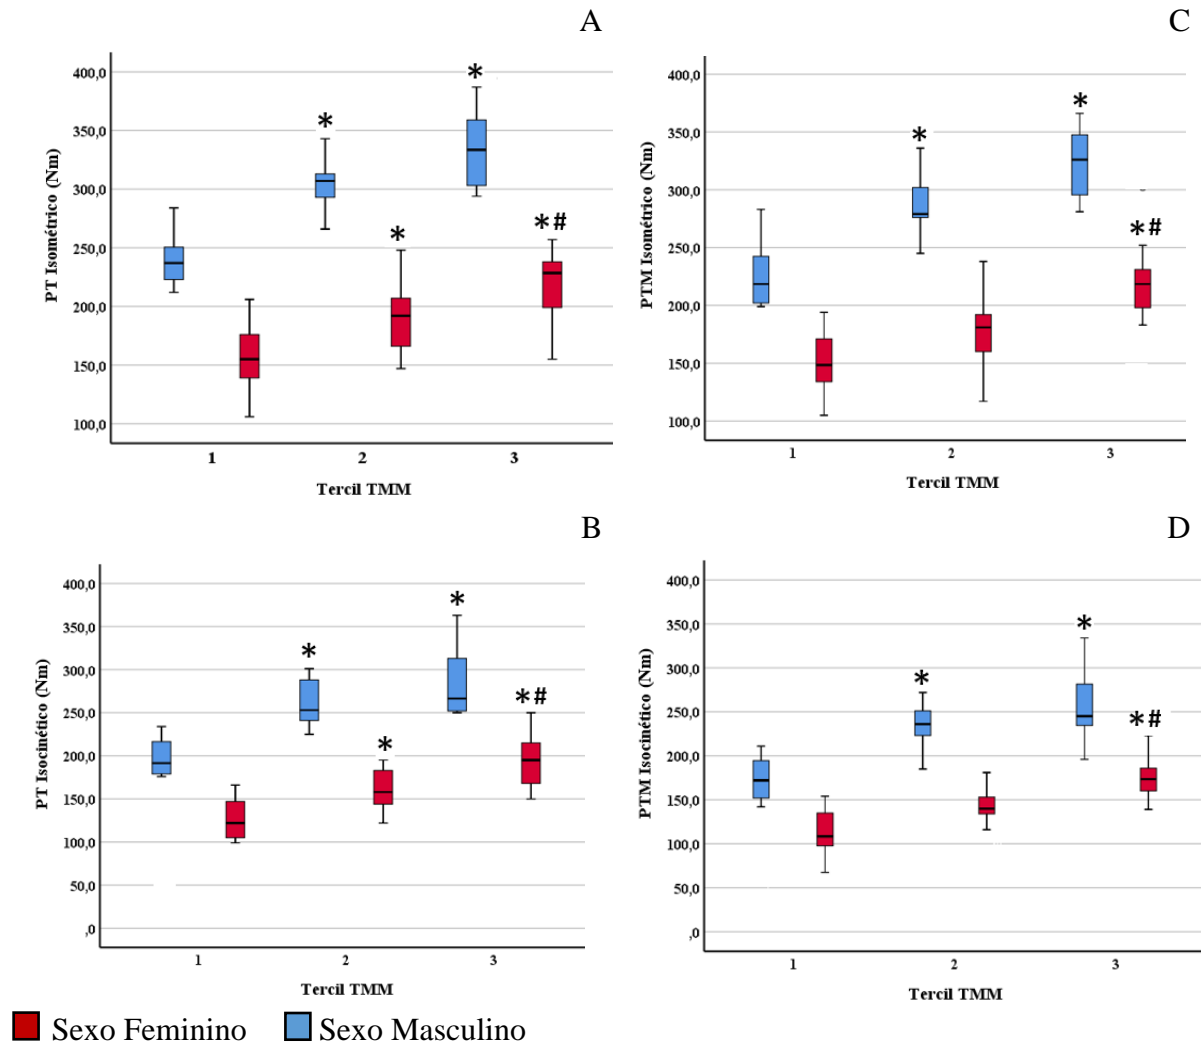 A
PT Isométrico (Nm)
400,0
350,0
300,0
250,0
200,0
150,0
100,0
*
*
*
*#
1 2 3
Tercil TMM
C
PTM Isométrico (Nm)
400,0
350,0
300,0
250,0
200,0
150,0
100,0
*
*
*#
1 2 3
Tercil TMM
B
PT Isocinético (Nm)
400,0
350,0
300,0
250,0
200,0
150,0
100,0
50,0
,0
*
*
*
*#
1 2 3
Tercil TMM
D
PTM Isocinético (Nm)
400,0
350,0
300,0
250,0
200,0
150,0
100,0
50,0
,0
*
*
*#
1 2 3
Tercil TMM
Sexo Feminino Sexo Masculino